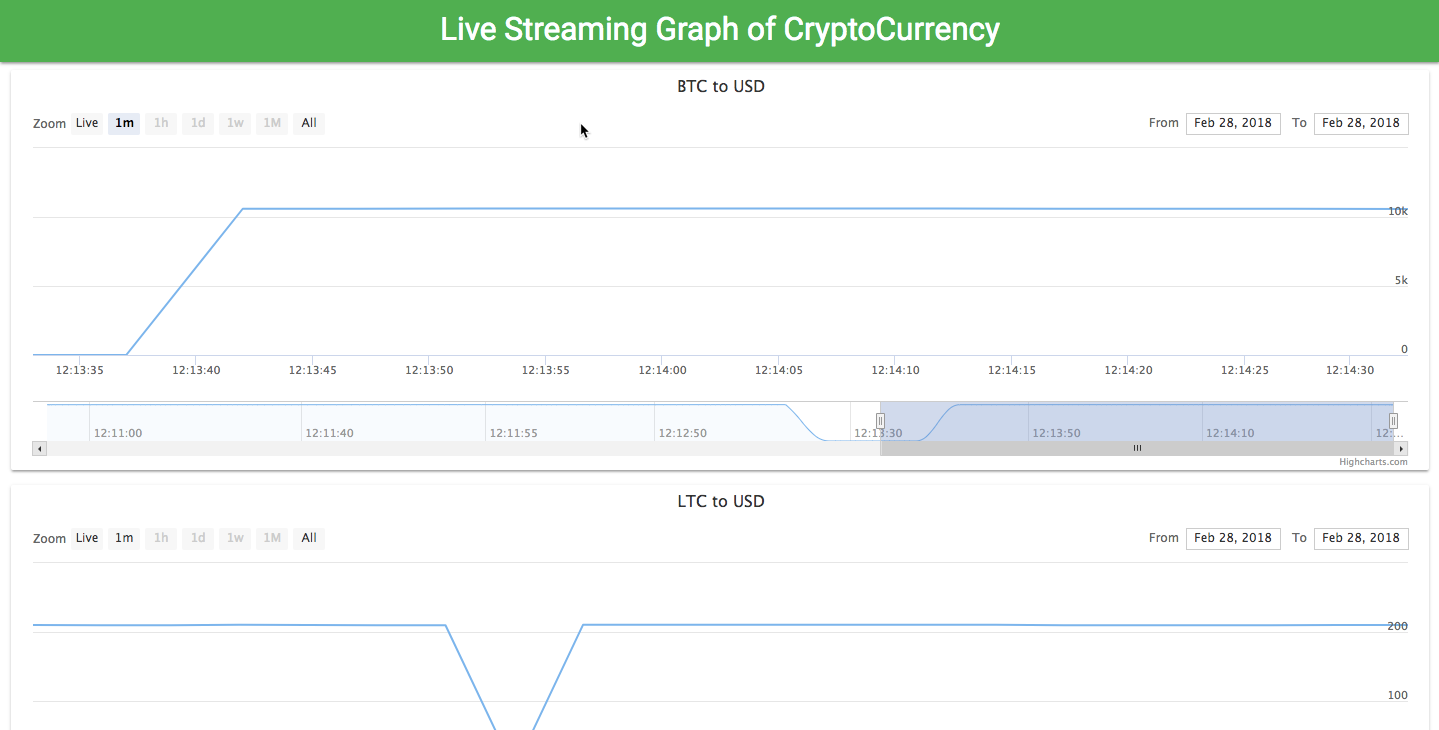 Live Streaming Graph of CryptoCurrency
BTC to USD
Zoom Live 1m 1h 1d 1w 1M All From Feb 28, 2018 To Feb 28, 2018
10k
5k
0
12:13:35 12:13:40 12:13:45 12:13:50 12:13:55 12:14:00 12:14:05 12:14:10 12:14:15 12:14:20 12:14:25 12:14:30
12:11:00 12:11:40 12:11:55 12:12:50 12:13:30 12:13:50 12:14:10 12:...
Highcharts.com
LTC to USD
Zoom Live 1m 1h 1d 1w 1M All From Feb 28, 2018 To Feb 28, 2018
200
100